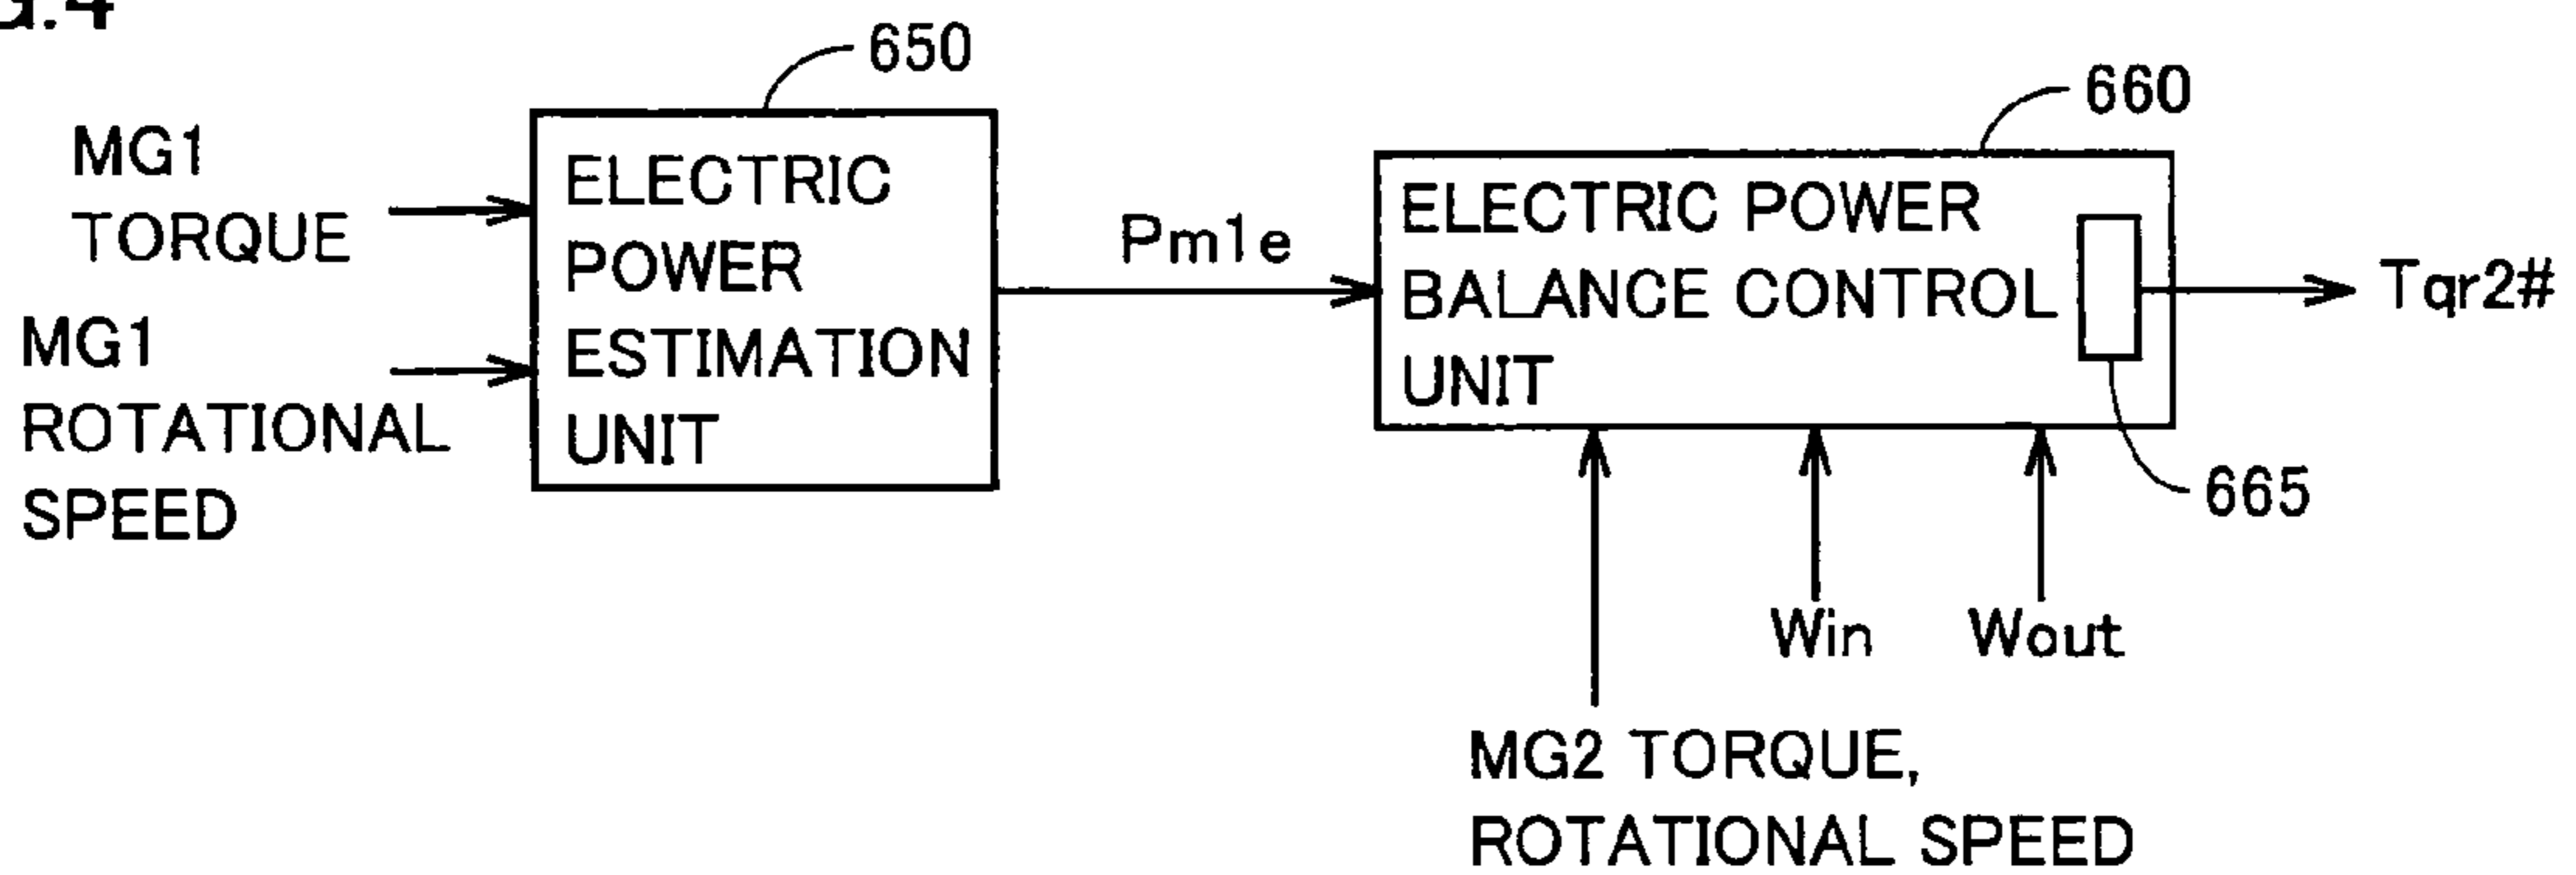 G.4
650
MG1
TORQUE
MG1
ROTATIONAL
SPEED
ELECTRIC
POWER
ESTIMATION
UNIT
Pm1e
660
ELECTRIC POWER
BALANCE CONTROL
UNIT
Tqr2#
665
Win
Wout
MG2 TORQUE,
ROTATIONAL SPEED